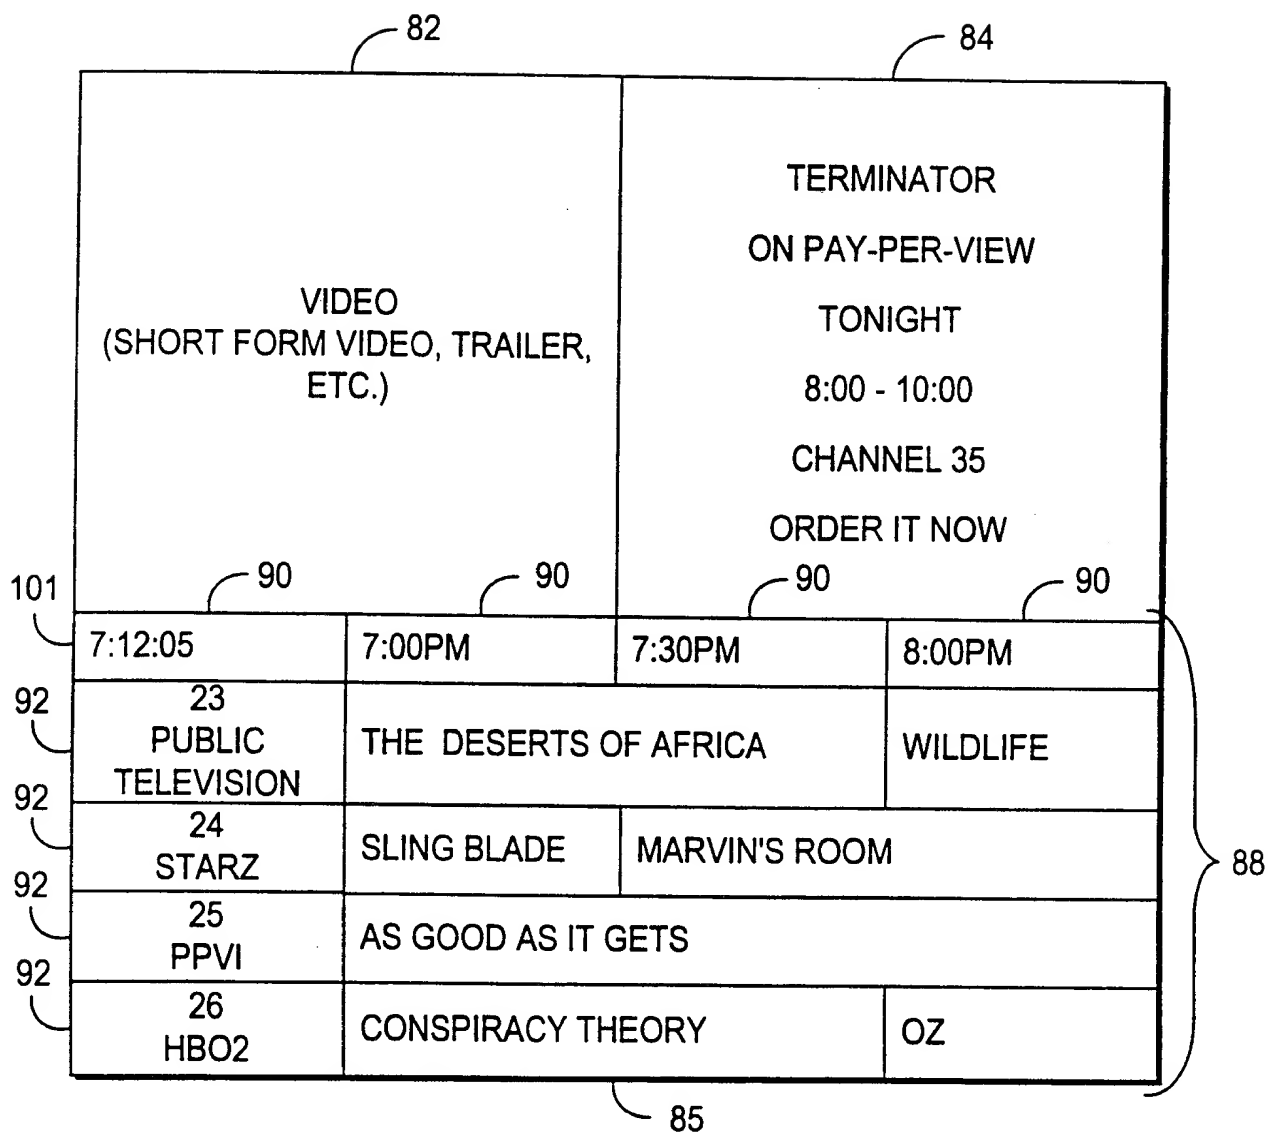 82
84
VIDEO
(SHORT FORM VIDEO, TRAILER,
ETC.)
TERMINATOR
ON PAY-PER-VIEW
TONIGHT
8:00 - 10:00
CHANNEL 35
ORDER IT NOW
101
90
90
90
90
7:12:05
7:00PM
7:30PM
8:00PM
92
23
PUBLIC
TELEVISION
THE DESERTS OF AFRICA
WILDLIFE
92
24
STARZ
SLING BLADE
MARVIN'S ROOM
88
92
25
PPVI
AS GOOD AS IT GETS
92
26
HBO2
CONSPIRACY THEORY
OZ
85